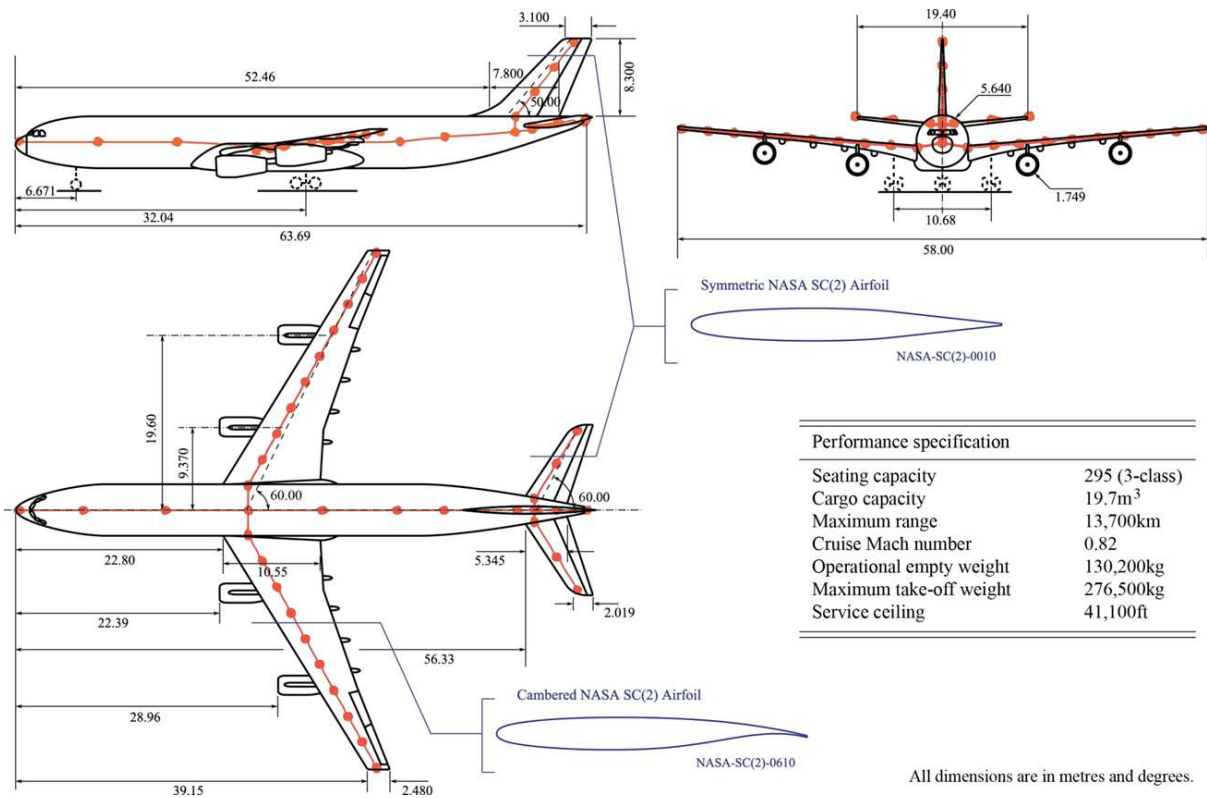 3.100
52.46
7.800
8.300
50.00
6.671
32.04
63.69
19.40
5.640
1.749
10.68
58.00
Symmetric NASA SC(2) Airfoil
NASA-SC(2)-0010
19.60
9.370
60.00
60.00
22.80
10.55
5.345
22.39
2.019
56.33
28.96
39.15
2.480
Cambered NASA SC(2) Airfoil
NASA-SC(2)-0610
Performance specification
Seating capacity 295 (3-class)
Cargo capacity 19.7m³
Maximum range 13,700km
Cruise Mach number 0.82
Operational empty weight 130,200kg
Maximum take-off weight 276,500kg
Service ceiling 41,100ft
All dimensions are in metres and degrees.